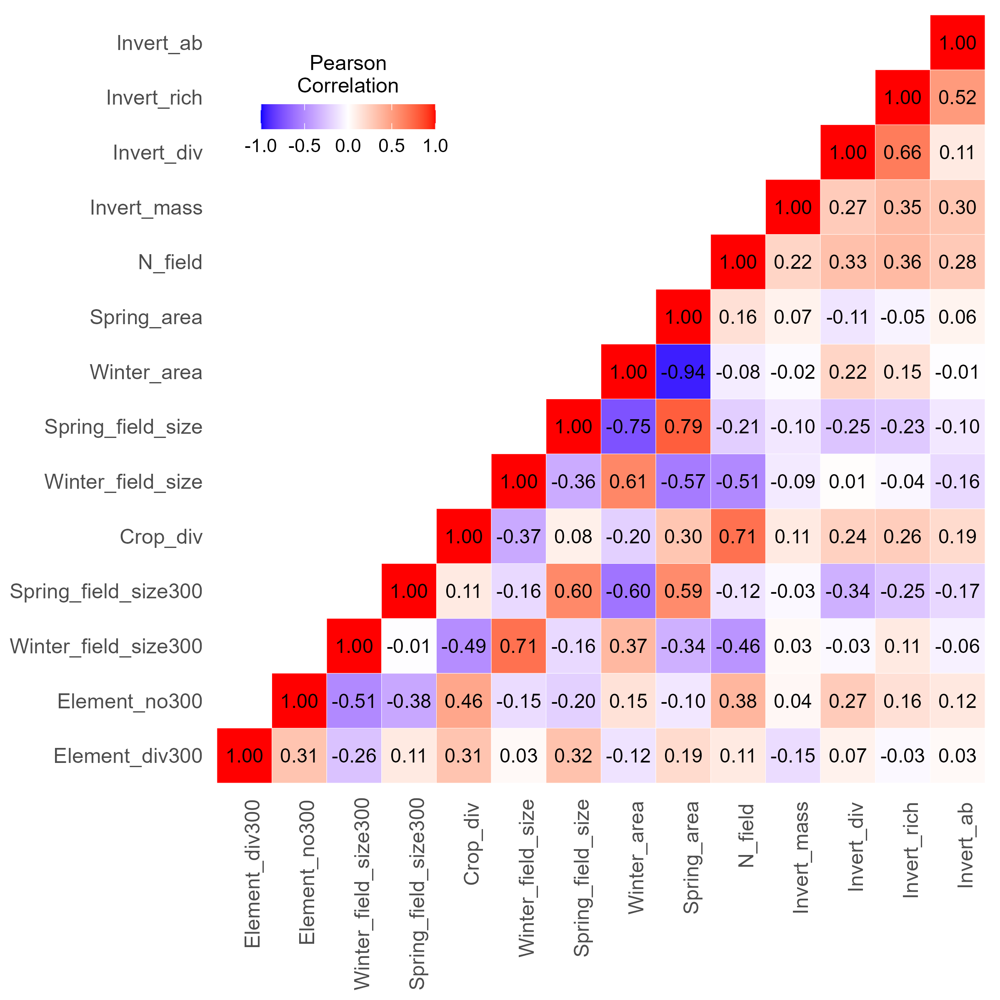 Pearson
Correlation
-1.0 -0.5 0.0 0.5 1.0
Invert_ab 1.00
Invert_rich 1.00 0.52
Invert_div 1.00 0.66 0.11
Invert_mass 1.00 0.27 0.35 0.30
N_field 1.00 0.22 0.33 0.36 0.28
Spring_area 1.00 0.16 0.07 -0.11 -0.05 0.06
Winter_area 1.00 -0.94 -0.08 -0.02 0.22 0.15 -0.01
Spring_field_size 1.00 -0.75 0.79 -0.21 -0.10 -0.25 -0.23 -0.10
Winter_field_size 1.00 -0.36 0.61 -0.57 -0.51 -0.09 0.01 -0.04 -0.16
Crop_div 1.00 -0.37 0.08 -0.20 0.30 0.71 0.11 0.24 0.26 0.19
Spring_field_size300 1.00 0.11 -0.16 0.60 -0.60 0.59 -0.12 -0.03 -0.34 -0.25 -0.17
Winter_field_size300 1.00 -0.01 -0.49 0.71 -0.16 0.37 -0.34 -0.46 0.03 -0.03 0.11 -0.06
Element_no300 1.00 -0.51 -0.38 0.46 -0.15 -0.20 0.15 -0.10 0.38 0.04 0.27 0.16 0.12
Element_div300 1.00 0.31 -0.26 0.11 0.31 0.03 0.32 -0.12 0.19 0.11 -0.15 0.07 -0.03 0.03
Element_div300
Element_no300
Winter_field_size300
Spring_field_size300
Crop_div
Winter_field_size
Spring_field_size
Winter_area
Spring_area
N_field
Invert_mass
Invert_div
Invert_rich
Invert_ab